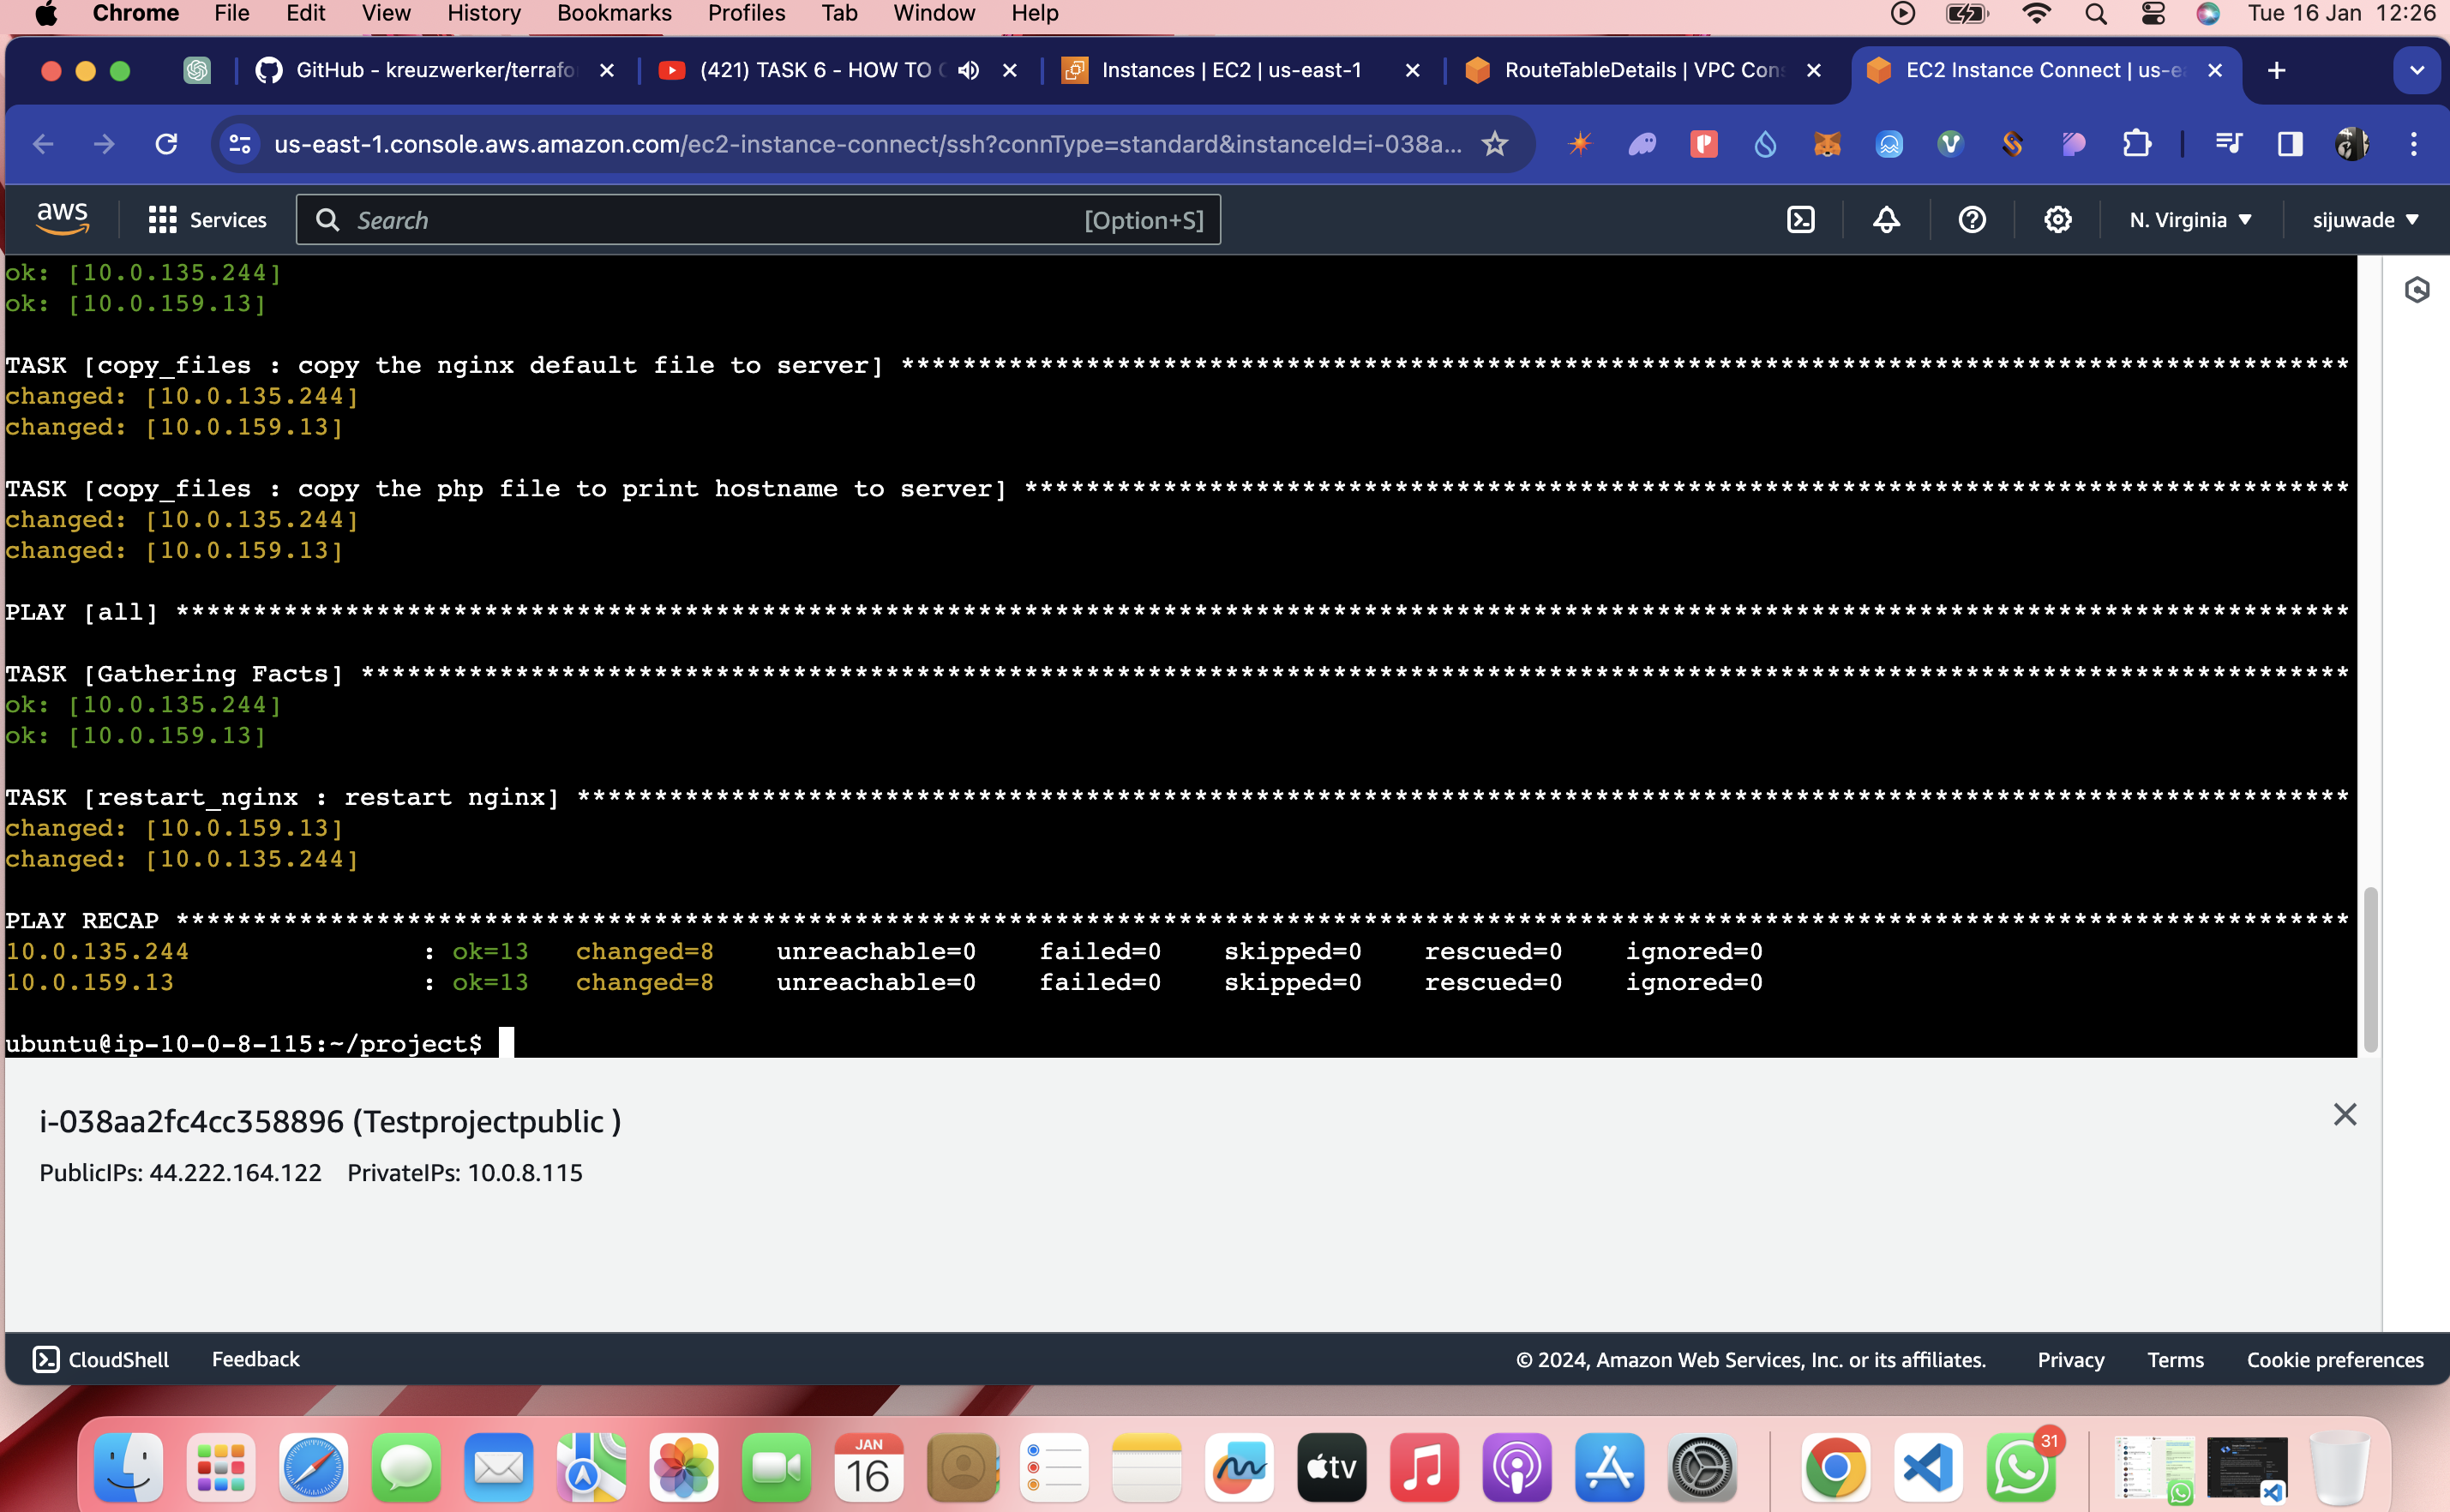 Chrome File Edit View History Bookmarks Profiles Tab Window Help Tue 16 Jan 12:26
GitHub - kreuzwerker/terrafo (421) TASK 6 - HOW TO Instances | EC2 | us-east-1 RouteTableDetails | VPC Con EC2 Instance Connect | us-ea
us-east-1.console.aws.amazon.com/ec2-instance-connect/ssh?connType=standard&instanceId=i-038a...
aws Services Search [Option+S] N. Virginia sijuwade
ok: [10.0.135.244]
ok: [10.0.159.13]
TASK [copy_files : copy the nginx default file to server] **********************************************************************************************
changed: [10.0.135.244]
changed: [10.0.159.13]
TASK [copy_files : copy the php file to print hostname to server] **************************************************************************************
changed: [10.0.135.244]
changed: [10.0.159.13]
PLAY [all] *********************************************************************************************************************************************
TASK [Gathering Facts] *********************************************************************************************************************************
ok: [10.0.135.244]
ok: [10.0.159.13]
TASK [restart_nginx : restart nginx] *******************************************************************************************************************
changed: [10.0.159.13]
changed: [10.0.135.244]
PLAY RECAP *********************************************************************************************************************************************
10.0.135.244 : ok=13 changed=8 unreachable=0 failed=0 skipped=0 rescued=0 ignored=0
10.0.159.13 : ok=13 changed=8 unreachable=0 failed=0 skipped=0 rescued=0 ignored=0
ubuntu@ip-10-0-8-115:~/project$
i-038aa2fc4cc358896 (Testprojectpublic )
PublicIPs: 44.222.164.122 PrivateIPs: 10.0.8.115
CloudShell Feedback © 2024, Amazon Web Services, Inc. or its affiliates. Privacy Terms Cookie preferences
JAN
16
tv
31